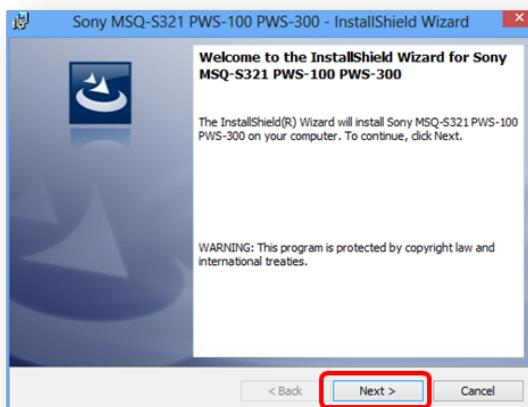 Sony MSQ-S321 PWS-100 PWS-300 - InstallShield Wizard
Welcome to the InstallShield Wizard for Sony
MSQ-S321 PWS-100 PWS-300
The InstallShield(R) Wizard will install Sony MSQ-S321 PWS-100
PWS-300 on your computer. To continue, click Next.
WARNING: This program is protected by copyright law and
international treaties.
< Back Next > Cancel